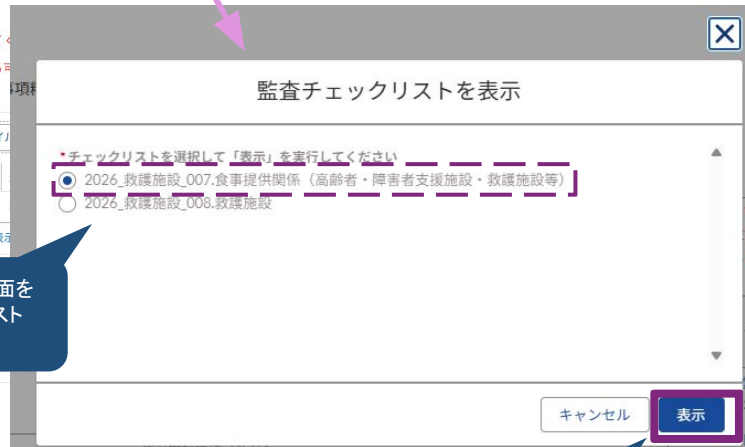 監査チェックリストを表示
*チェックリストを選択して「表示」を実行してください
2026_救護施設_007.食事提供関係（高齢者・障害者支援施設・救護施設等）
2026_救護施設_008.救護施設
面を
スト
キャンセル
表示